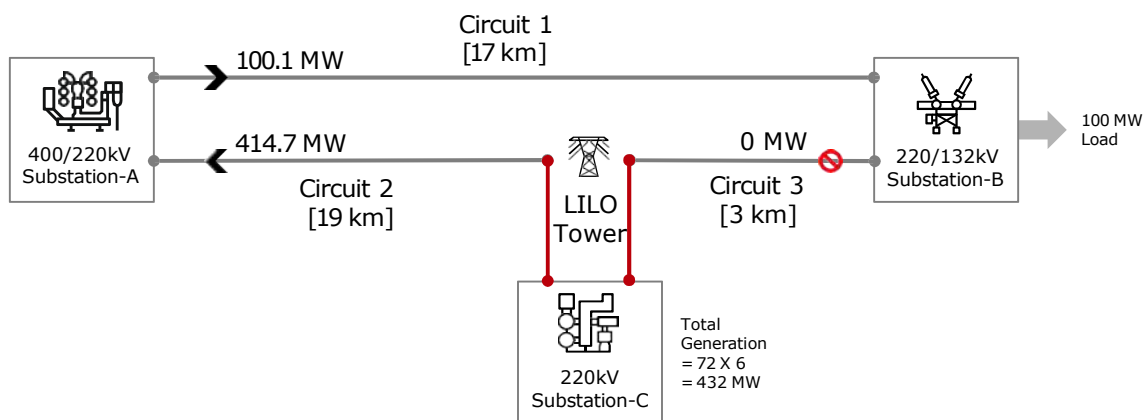 Circuit 1
[17 km]
100.1 MW
400/220kV
Substation-A
414.7 MW
Circuit 2
[19 km]
LILO
Tower
0 MW
Circuit 3
[3 km]
220/132kV
Substation-B
100 MW
Load
220kV
Substation-C
Total
Generation
= 72 X 6
= 432 MW